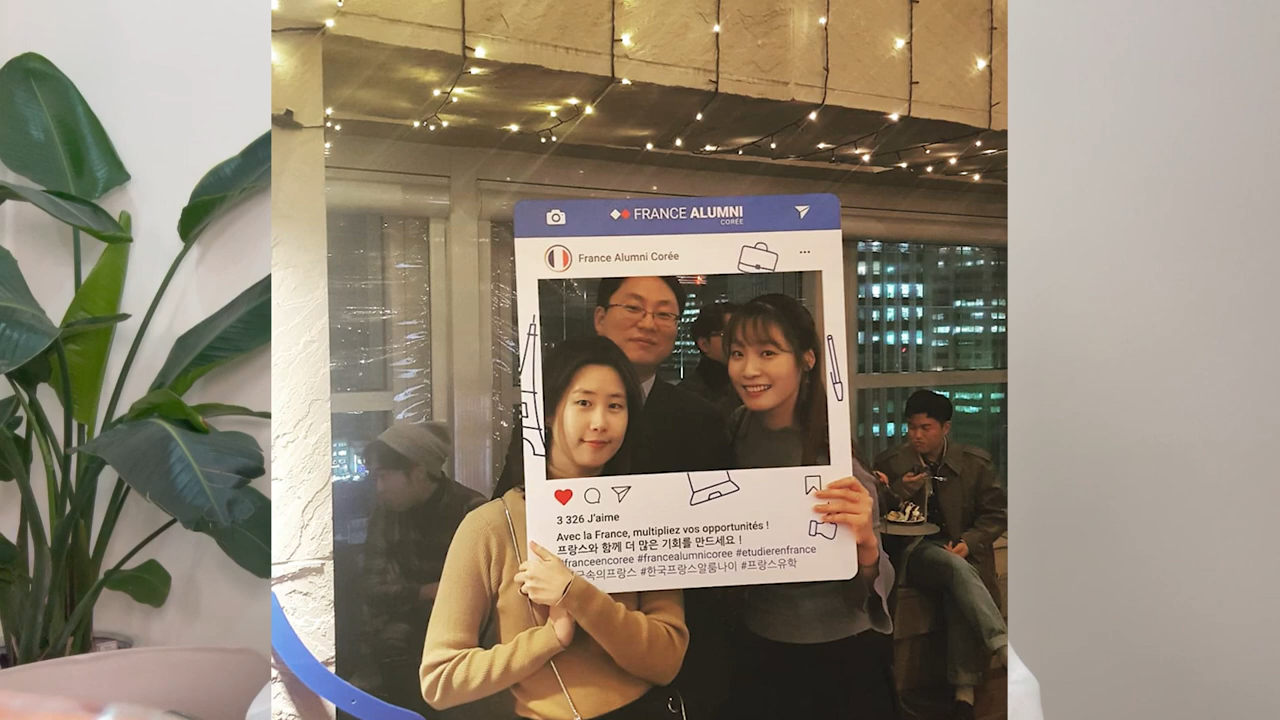 FRANCE ALUMNI
CORÉE
France Alumni Corée
3 326 J'aime
Avec la France, multipliez vos opportunités !
프랑스와 함께 더 많은 기회를 만드세요 !
#franceencoree #francealumnicoree #etudierenfrance
속의프랑스 #한국프랑스알룸나이 #프랑스유학